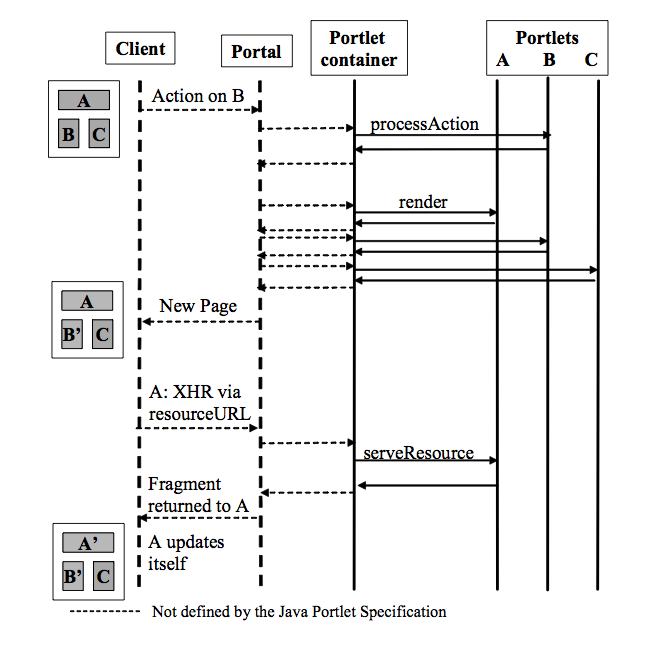 Client
Portal
Portlet
container
Portlets
A B C
A
B C
Action on B
processAction
render
A
B’ C
New Page
A: XHR via
resourceURL
serveResource
Fragment
returned to A
A’
B’ C
A updates
itself
Not defined by the Java Portlet Specification